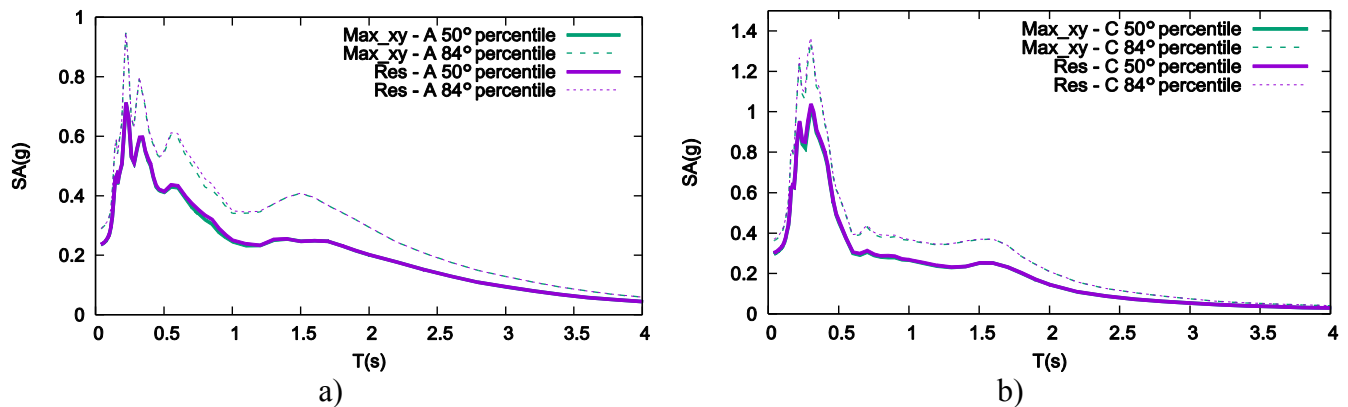 1
0.8
0.6
0.4
0.2
0
SA(g)
Max_xy - A 50° percentile
Max_xy - A 84° percentile
Res - A 50° percentile
Res - A 84° percentile
0 0.5 1 1.5 2 2.5 3 3.5 4
T(s)
a)
1.4
1.2
1
0.8
0.6
0.4
0.2
0
SA(g)
Max_xy - C 50° percentile
Max_xy - C 84° percentile
Res - C 50° percentile
Res - C 84° percentile
0 0.5 1 1.5 2 2.5 3 3.5 4
T(s)
b)